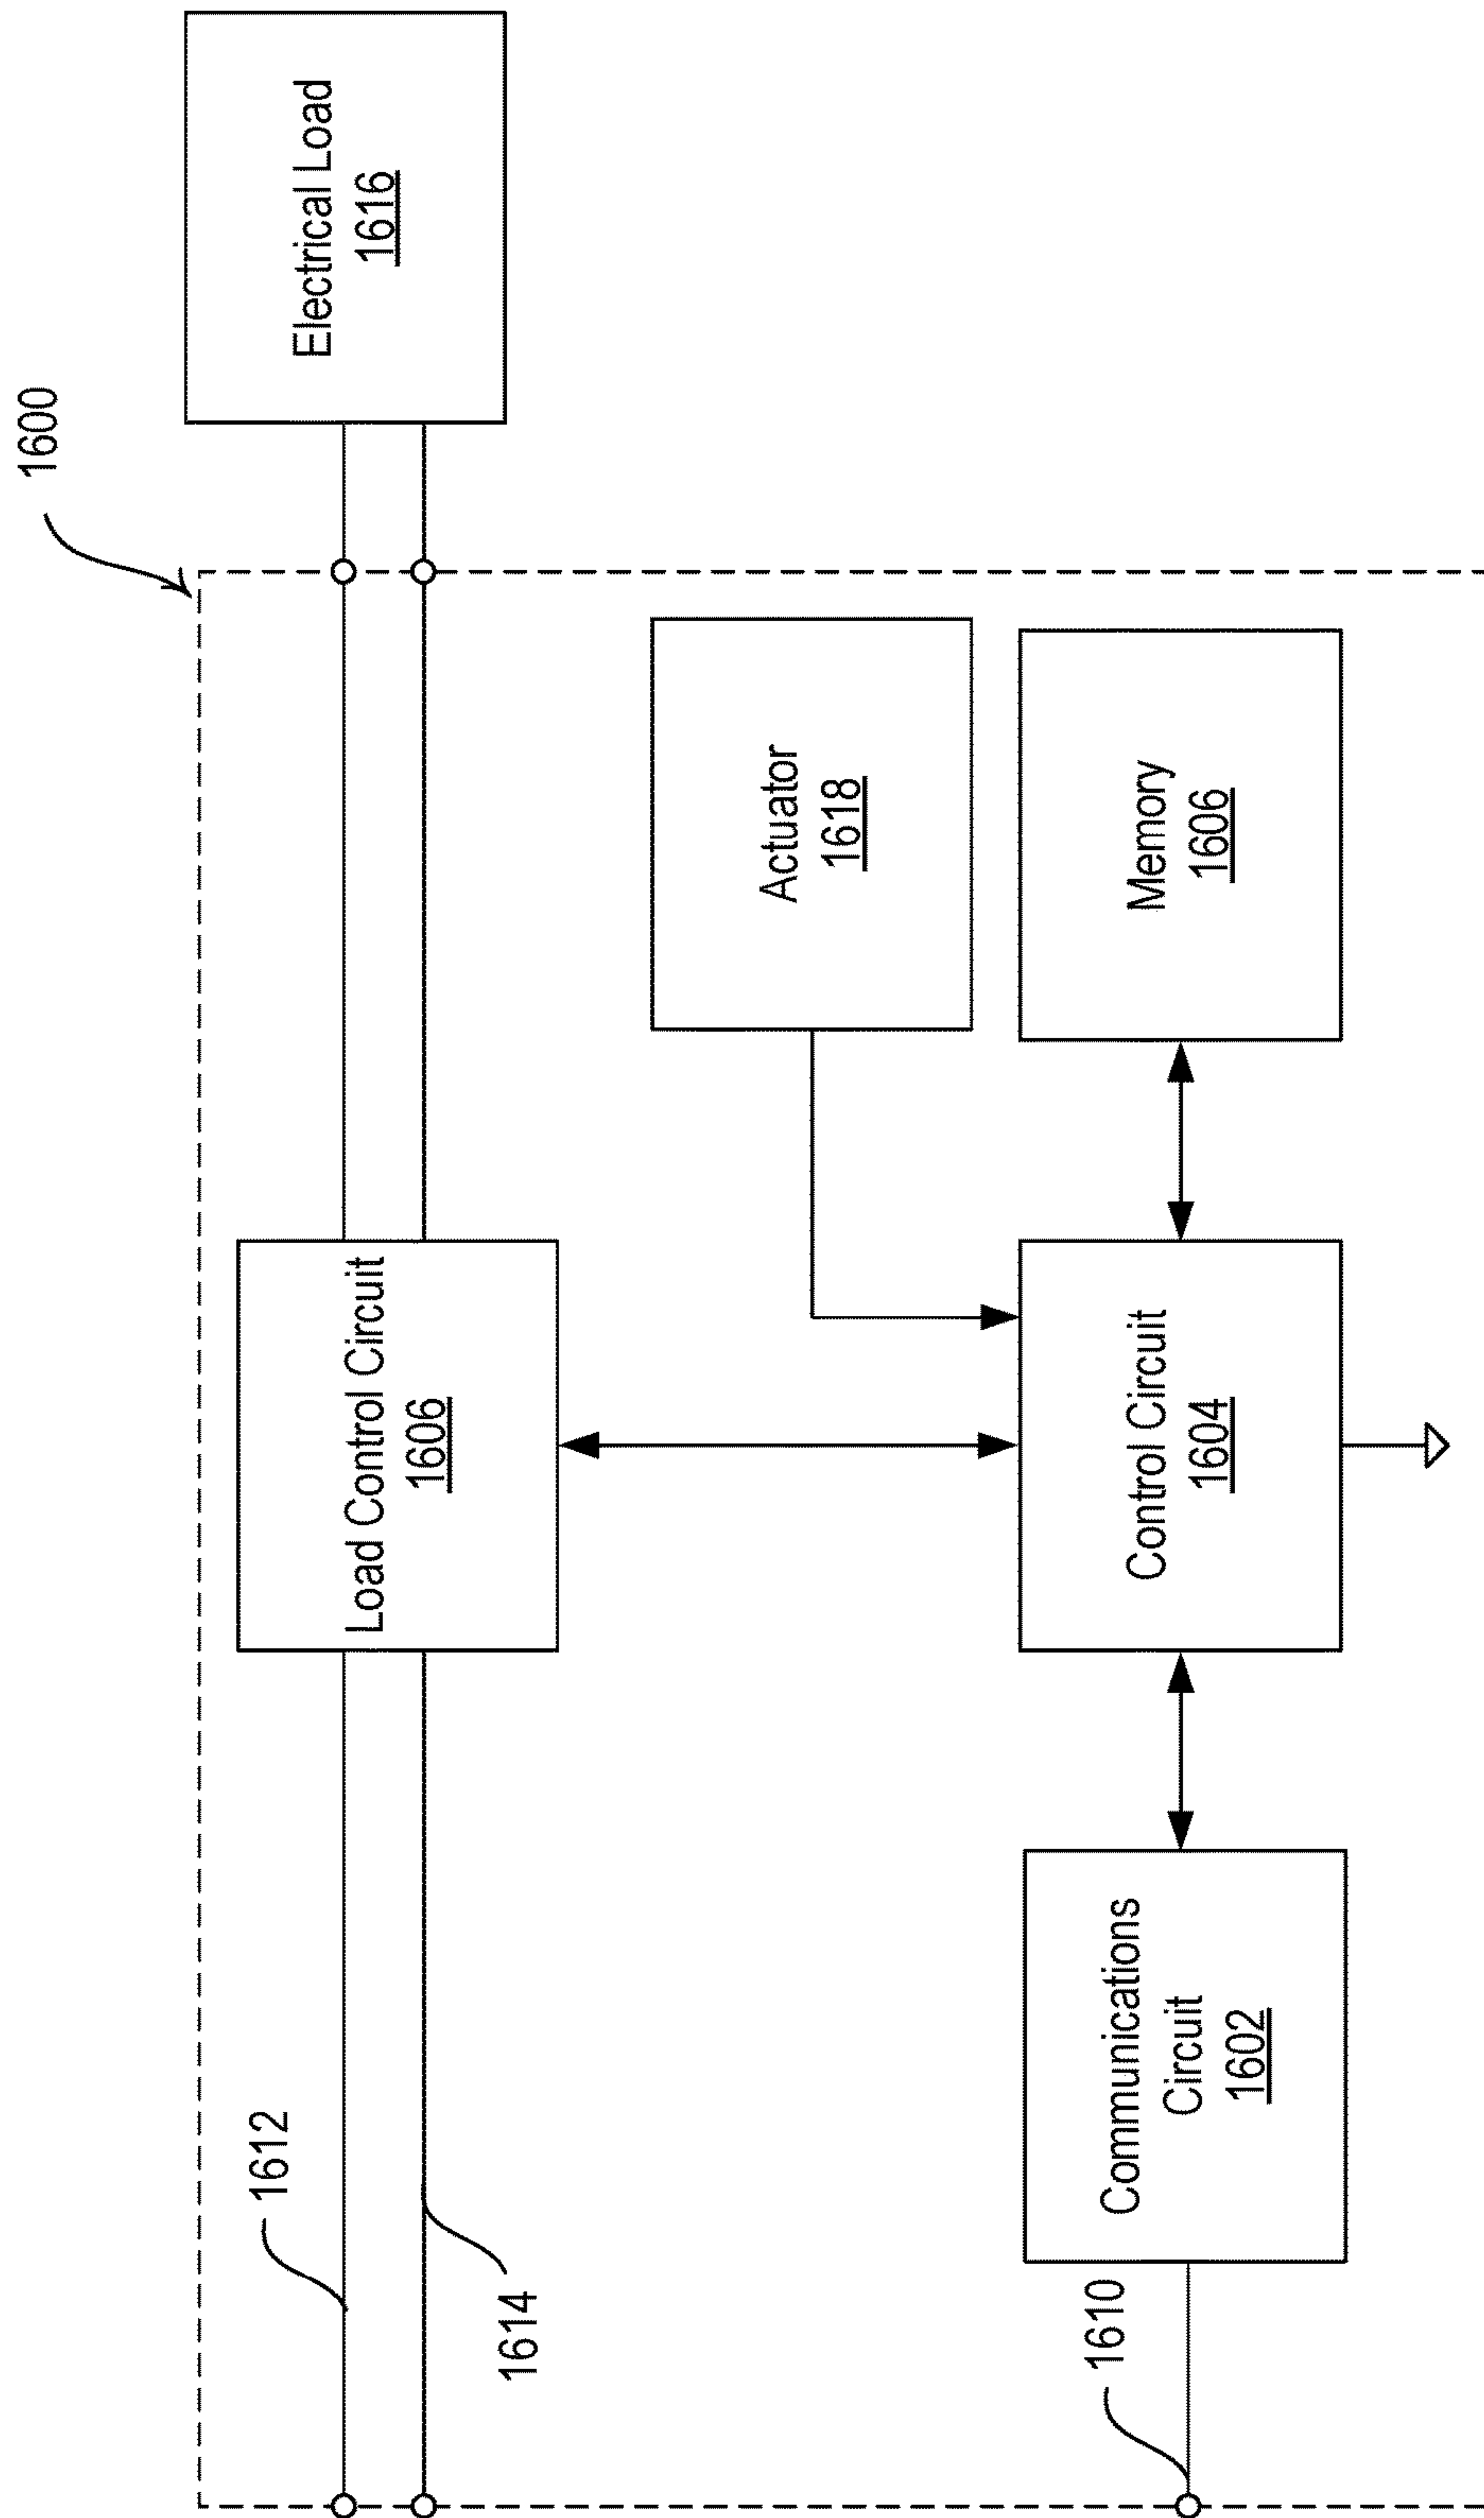 1600
1612
1614
Load Control Circuit
1606
Electrical Load
1616
Actuator
1618
1610
Communications
Circuit
1602
Control Circuit
1604
Memory
1606